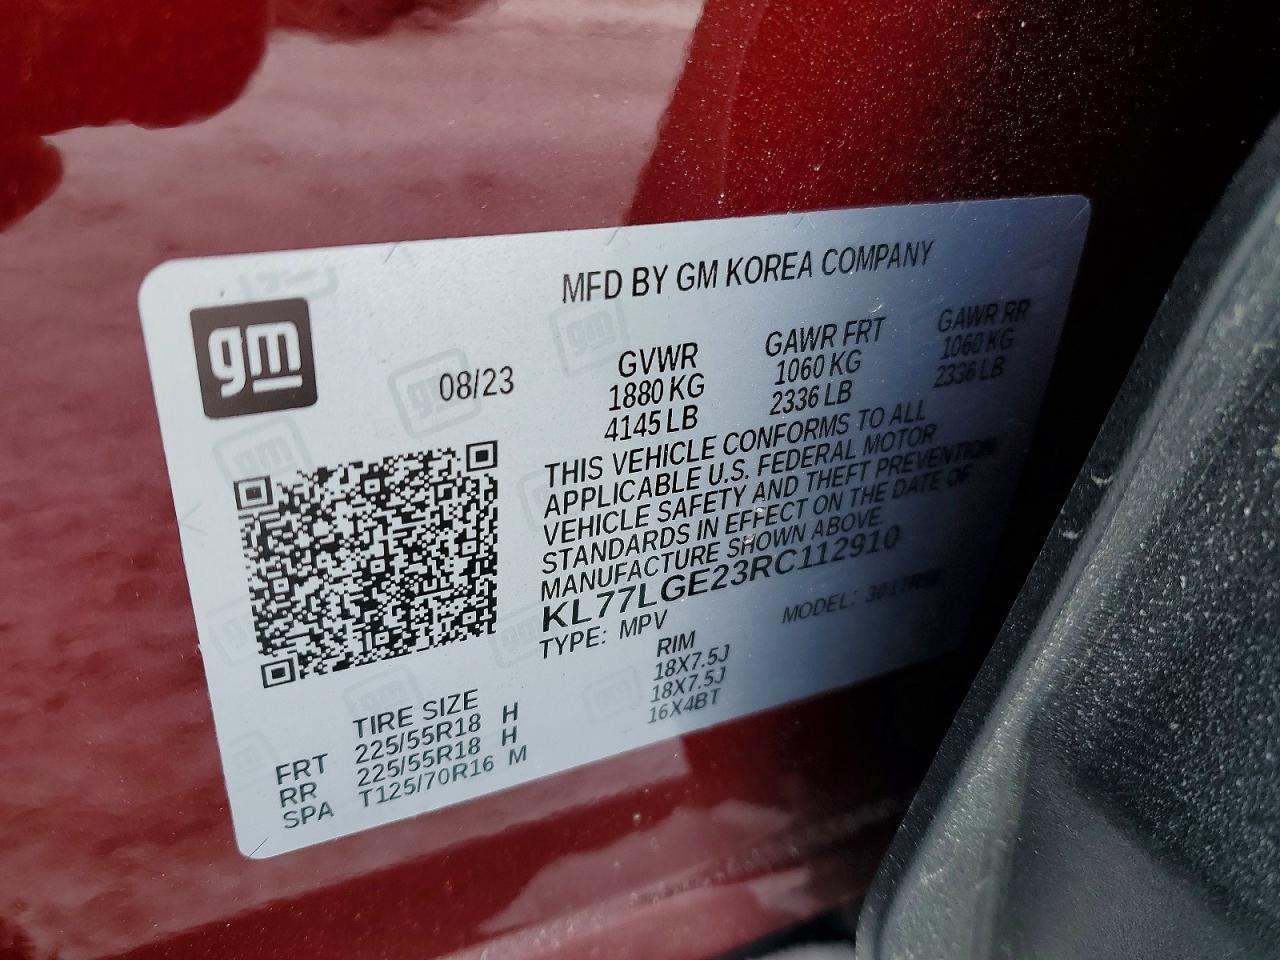 MFD BY GM KOREA COMPANY
gm
08/23
GVWR GAWR FRT GAWR RR
1880 KG 1060 KG 1060 KG
4145 LB 2336 LB 2336 LB
THIS VEHICLE CONFORMS TO ALL
APPLICABLE U.S. FEDERAL MOTOR
VEHICLE SAFETY AND THEFT PREVENTION
STANDARDS IN EFFECT ON THE DATE OF
MANUFACTURE SHOWN ABOVE.
KL77LGE23RC112910
TYPE: MPV MODEL:
TIRE SIZE RIM
FRT 225/55R18 H 18X7.5J
RR 225/55R18 H 18X7.5J
SPA T125/70R16 M 16X4BT